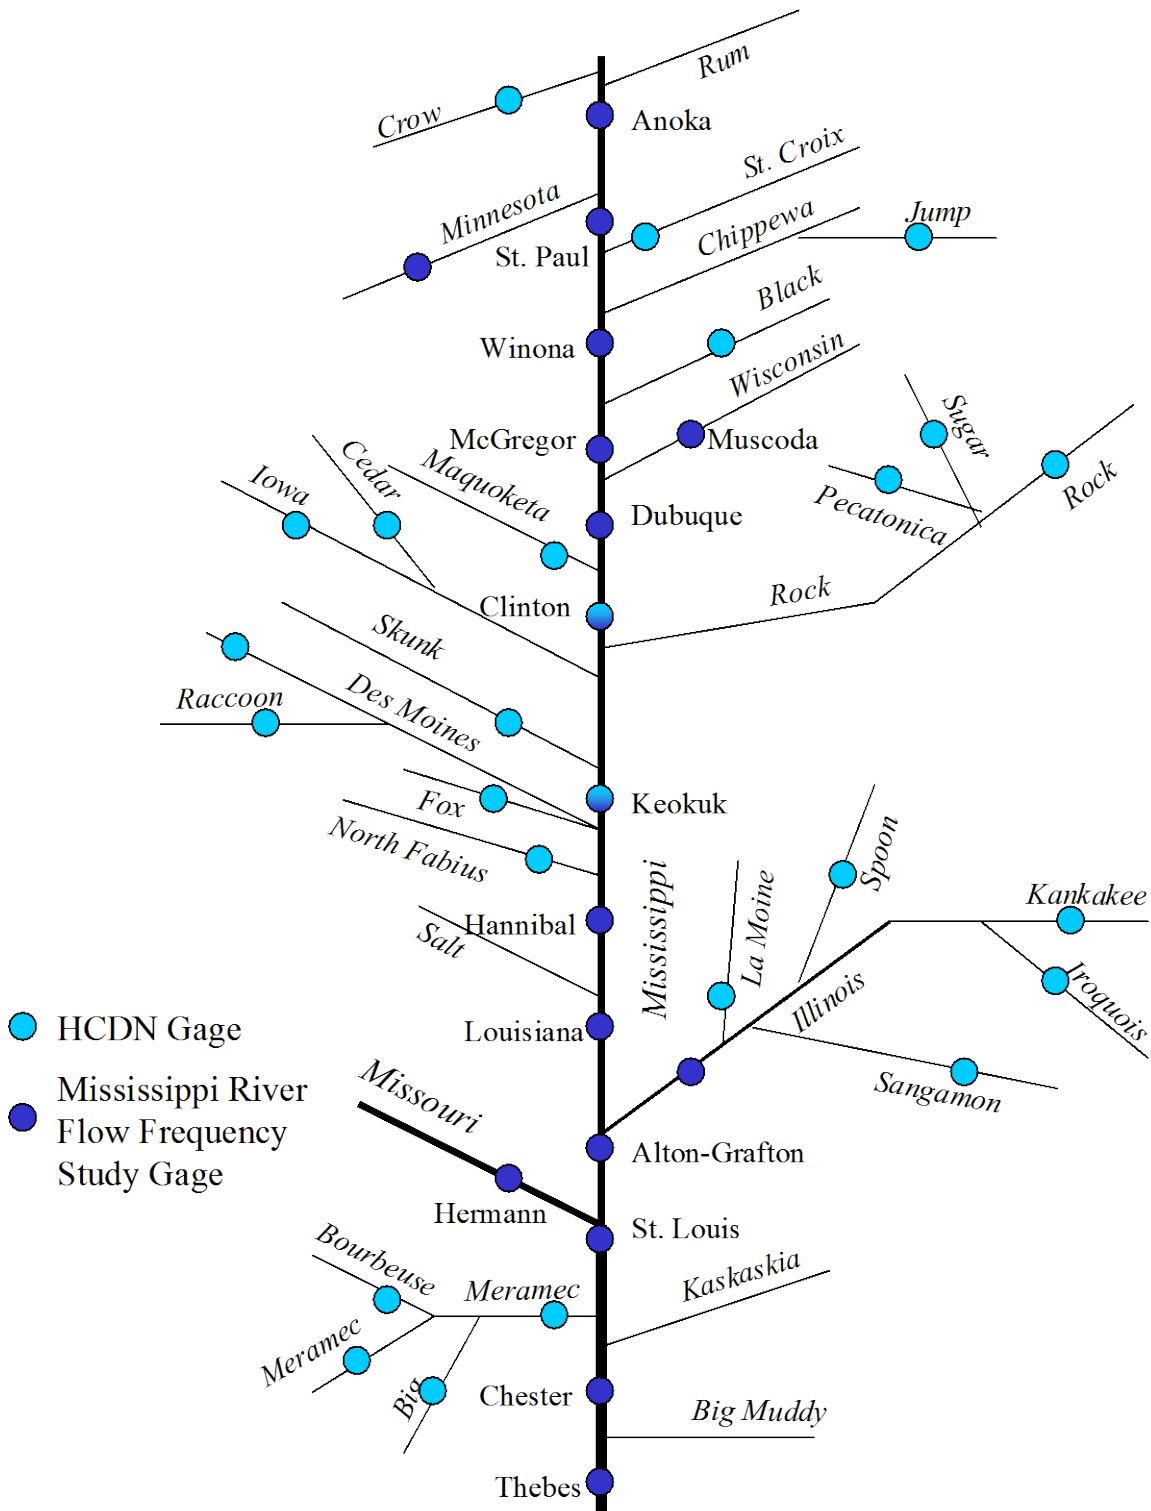 Rum
Crow
Anoka
St. Croix
Minnesota
Chippewa
Jump
St. Paul
Black
Winona
Wisconsin
McGregor
Muscoda
Sugar
Cedar
Maquoketa
Iowa
Rock
Pecatonica
Dubuque
Clinton
Rock
Skunk
Des Moines
Raccoon
Fox
Keokuk
North Fabius
Spoon
Mississippi
La Moine
Kankakee
Hannibal
Salt
Iroquois
Illinois
HCDN Gage
Louisiana
Mississippi River
Flow Frequency
Study Gage
Missouri
Sangamon
Alton-Grafton
Hermann
St. Louis
Bourbeuse
Meramec
Kaskaskia
Meramec
Big
Chester
Big Muddy
Thebes